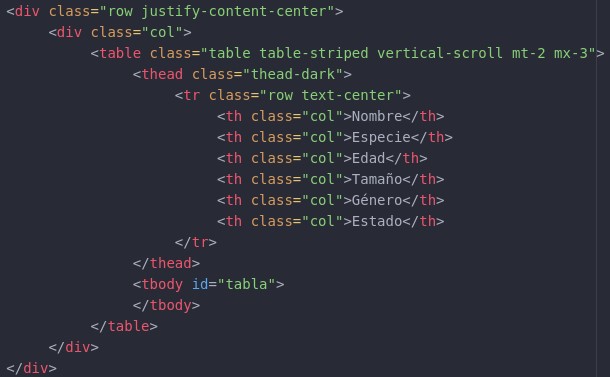 <div class="row justify-content-center">
<div class="col">
<table class="table table-striped vertical-scroll mt-2 mx-3">
<thead class="thead-dark">
<tr class="row text-center">
<th class="col">Nombre</th>
<th class="col">Especie</th>
<th class="col">Edad</th>
<th class="col">Tamaño</th>
<th class="col">Género</th>
<th class="col">Estado</th>
</tr>
</thead>
<tbody id="tabla">
</tbody>
</table>
</div>
</div>